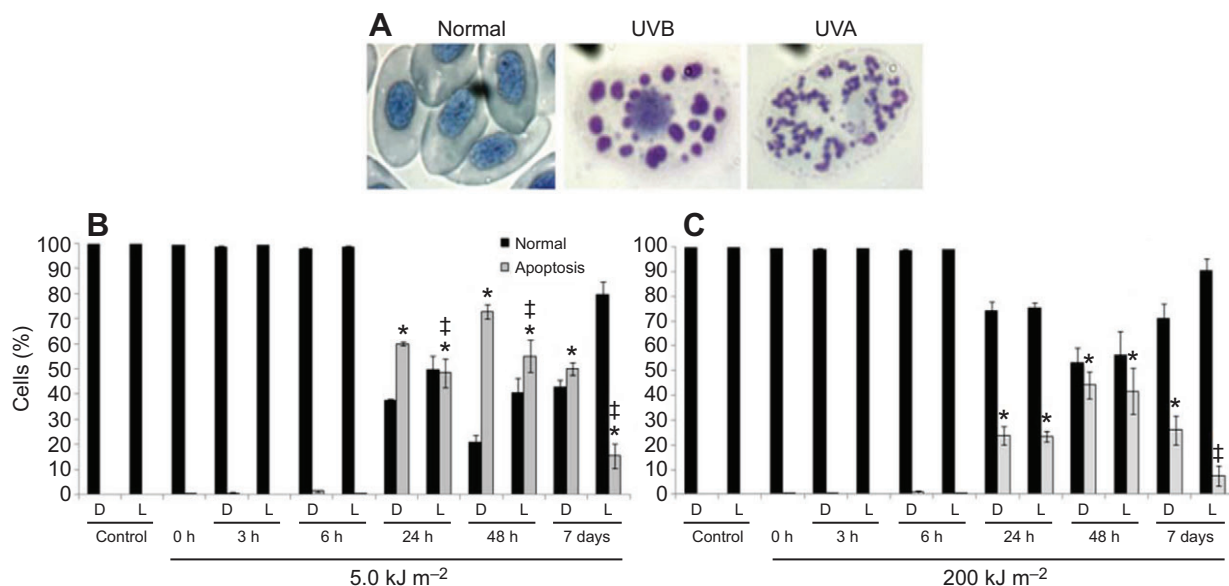 A Normal UVB UVA
B
100
90
80
70
60
50
40
30
20
10
0
Cells (%)
Normal
Apoptosis
* ‡ * * ‡ * * ‡ *
D L D L D L D L D L D L
Control 0 h 3 h 6 h 24 h 48 h 7 days
5.0 kJ m⁻²
C
100
90
80
70
60
50
40
30
20
10
0
* * * * * ‡
D L D L D L D L D L D L
Control 0 h 3 h 6 h 24 h 48 h 7 days
200 kJ m⁻²